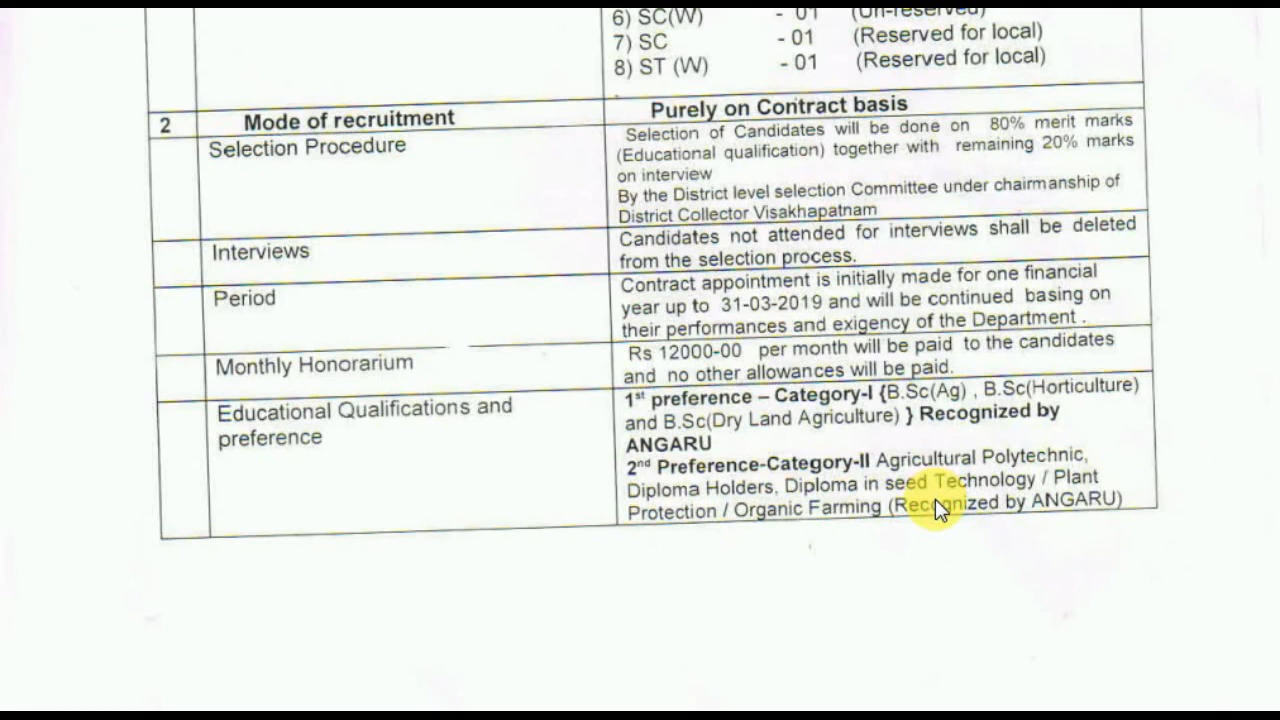 6) SC(W) - 01 (Un-reserved)
7) SC - 01 (Reserved for local)
8) ST (W) - 01 (Reserved for local)
2 Mode of recruitment Purely on Contract basis
Selection Procedure
Selection of Candidates will be done on 80% merit marks
(Educational qualification) together with remaining 20% marks
on interview
By the District level selection Committee under chairmanship of
District Collector Visakhapatnam
Interviews
Candidates not attended for interviews shall be deleted
from the selection process.
Period
Contract appointment is initially made for one financial
year up to 31-03-2019 and will be continued basing on
their performances and exigency of the Department .
Monthly Honorarium
Rs 12000-00 per month will be paid to the candidates
and no other allowances will be paid.
Educational Qualifications and
preference
1st preference – Category-I {B.Sc(Ag) , B.Sc(Horticulture)
and B.Sc(Dry Land Agriculture) } Recognized by
ANGARU
2nd Preference-Category-II Agricultural Polytechnic,
Diploma Holders, Diploma in seed Technology / Plant
Protection / Organic Farming (Recognized by ANGARU)